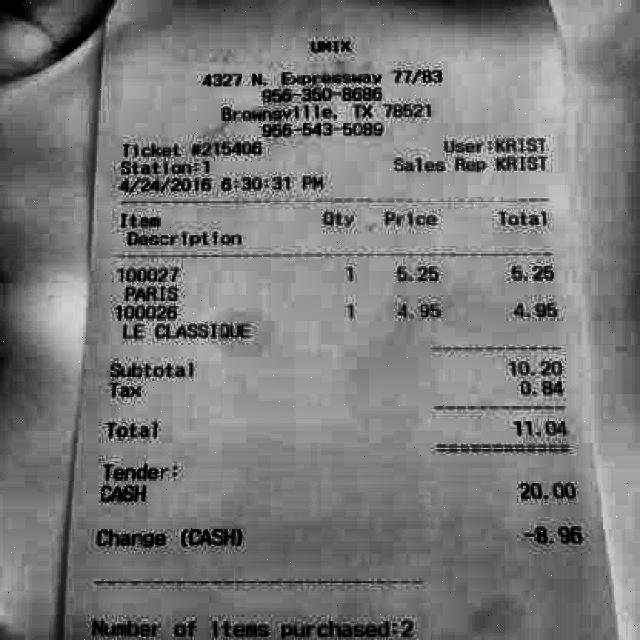 UNIK
4327 N. Expressway 77/83
956-350-8686
Brownsville, TX 78521
956-543-5089
Ticket #215406 User:KRIST
Station:1 Sales Rep KRIST
4/24/2016 6:30:31 PM
Item Qty Price Total
Description
100027 1 5.25 5.25
PARIS
100026 1 4.95 4.95
LE CLASSIQUE
Subtotal 10.20
Tax 0.84
Total 11.04
Tender:
CASH 20.00
Change (CASH) -8.96
Number of items purchased:2